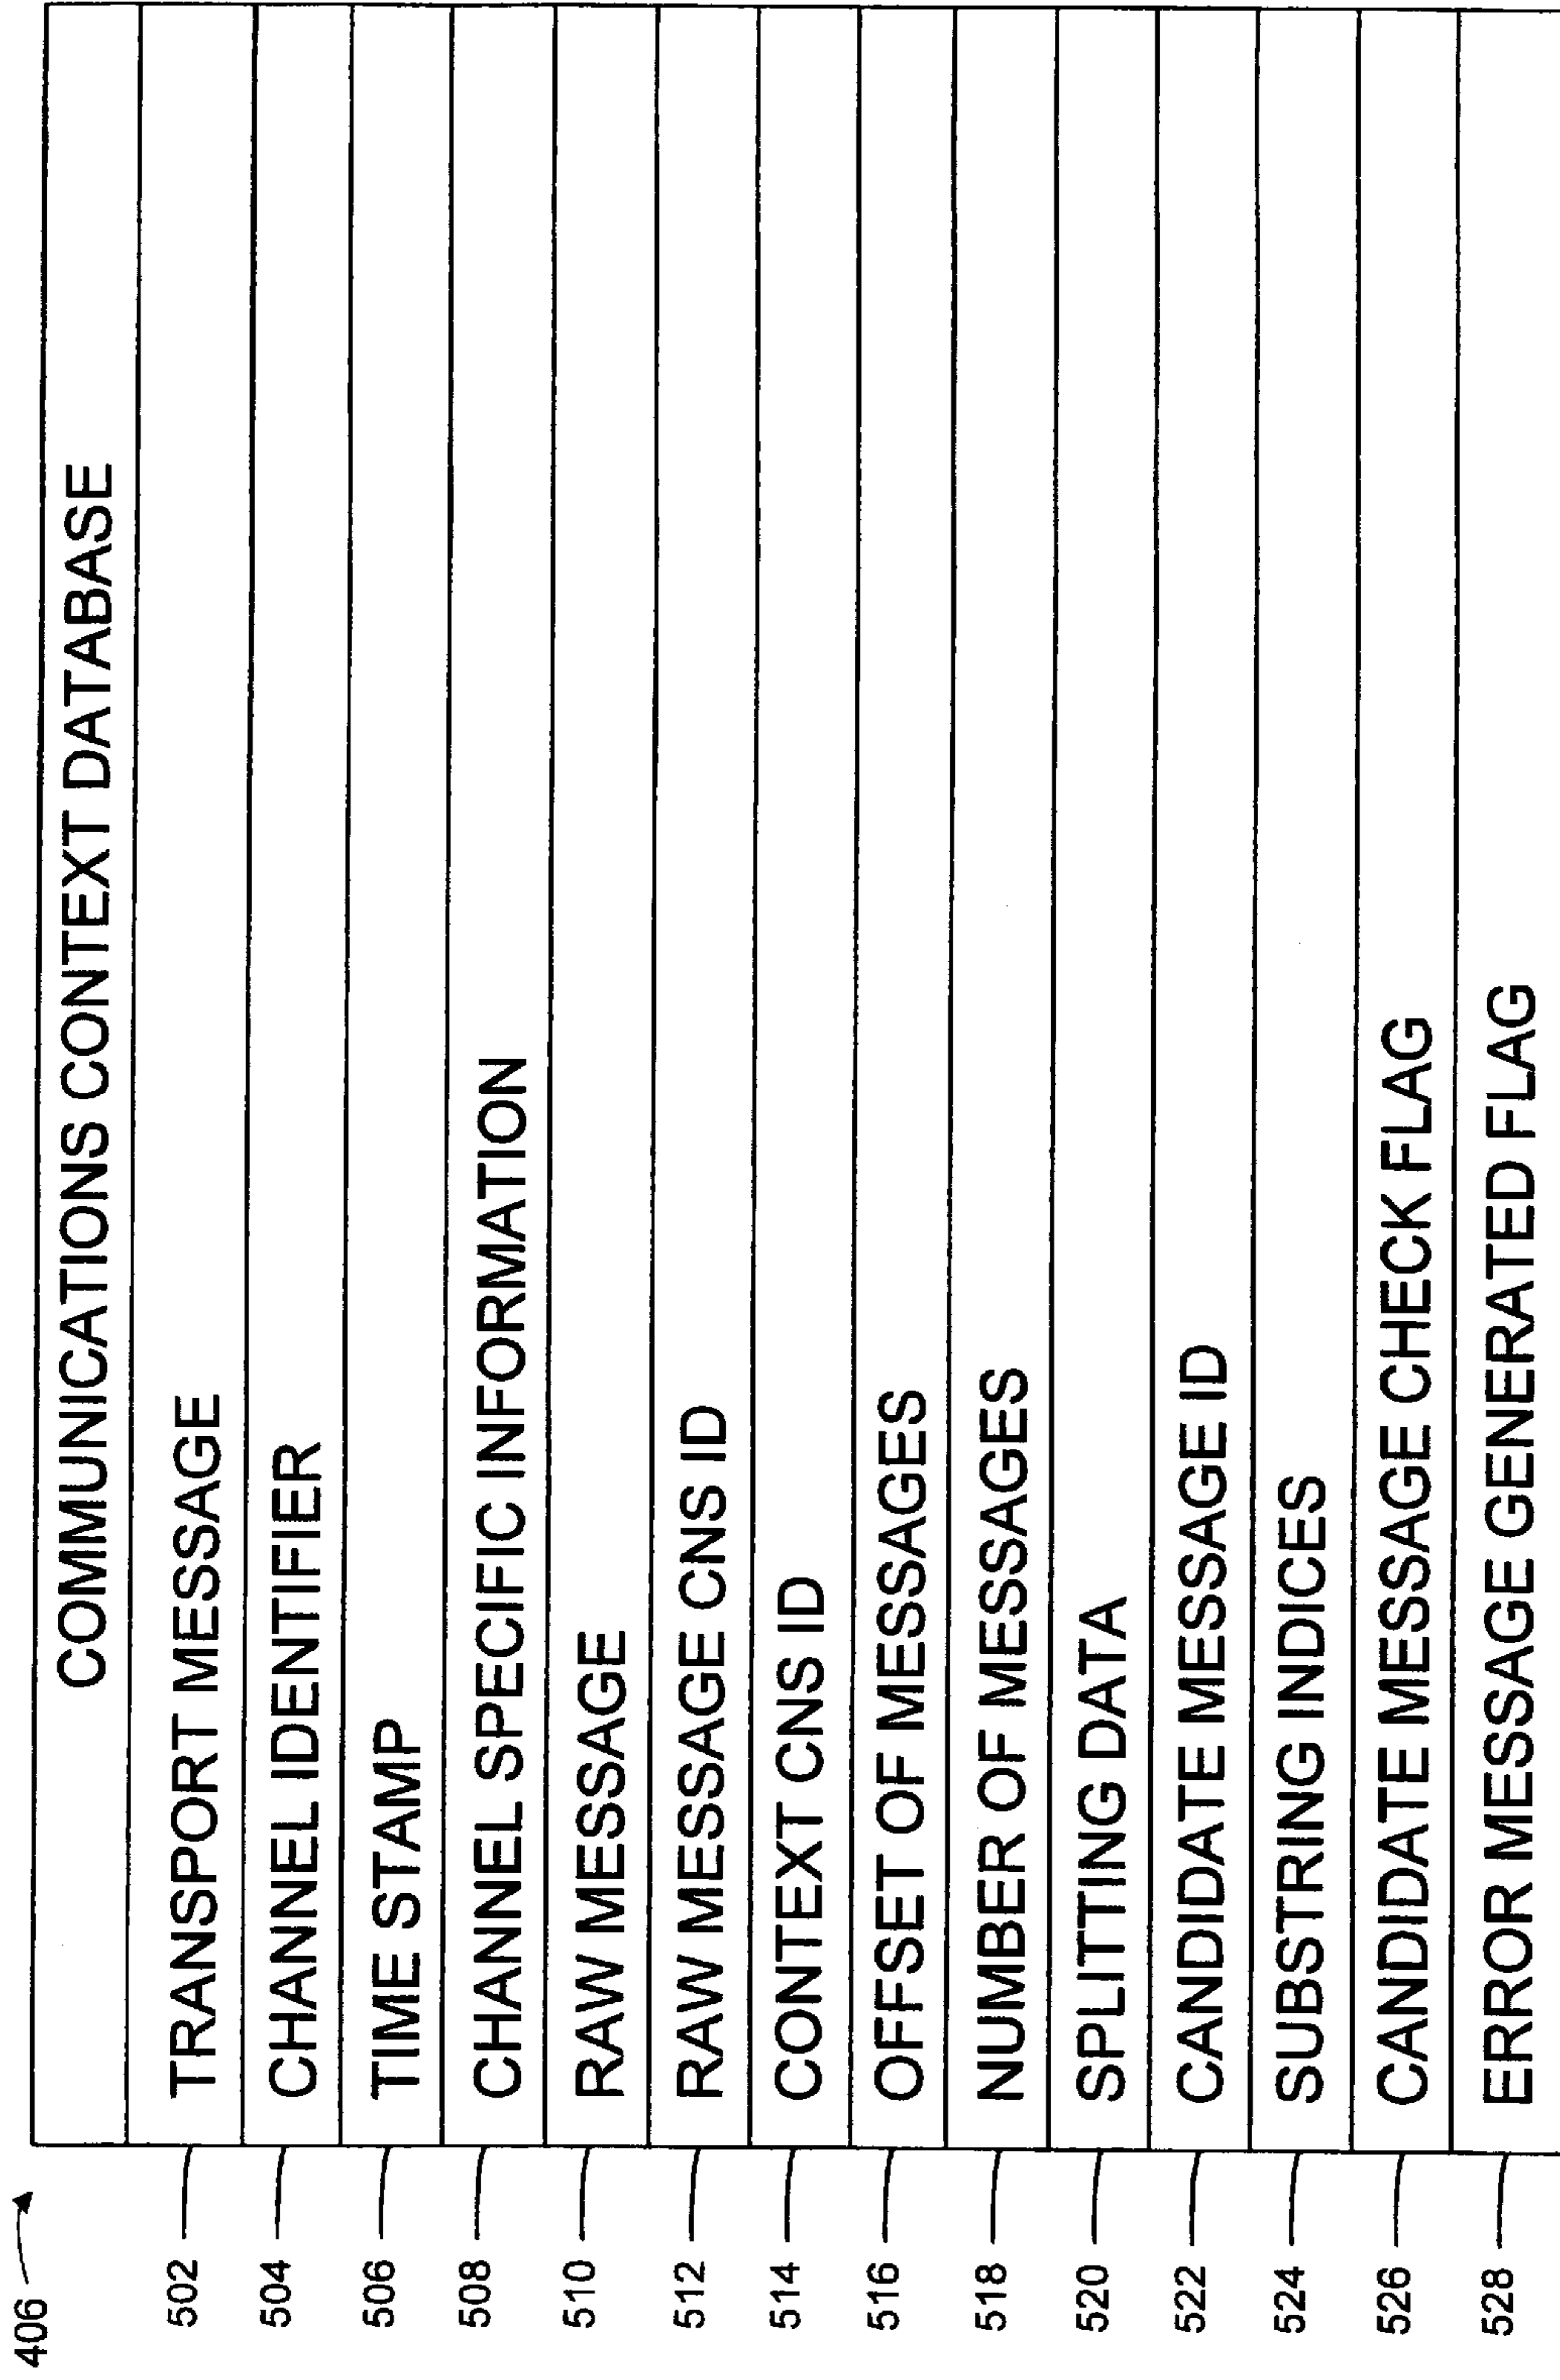 406
COMMUNICATIONS CONTEXT DATABASE
502 TRANSPORT MESSAGE
504 CHANNEL IDENTIFIER
506 TIME STAMP
508 CHANNEL SPECIFIC INFORMATION
510 RAW MESSAGE
512 RAW MESSAGE CNS ID
514 CONTEXT CNS ID
516 OFFSET OF MESSAGES
518 NUMBER OF MESSAGES
520 SPLITTING DATA
522 CANDIDATE MESSAGE ID
524 SUBSTRING INDICES
526 CANDIDATE MESSAGE CHECK FLAG
528 ERROR MESSAGE GENERATED FLAG